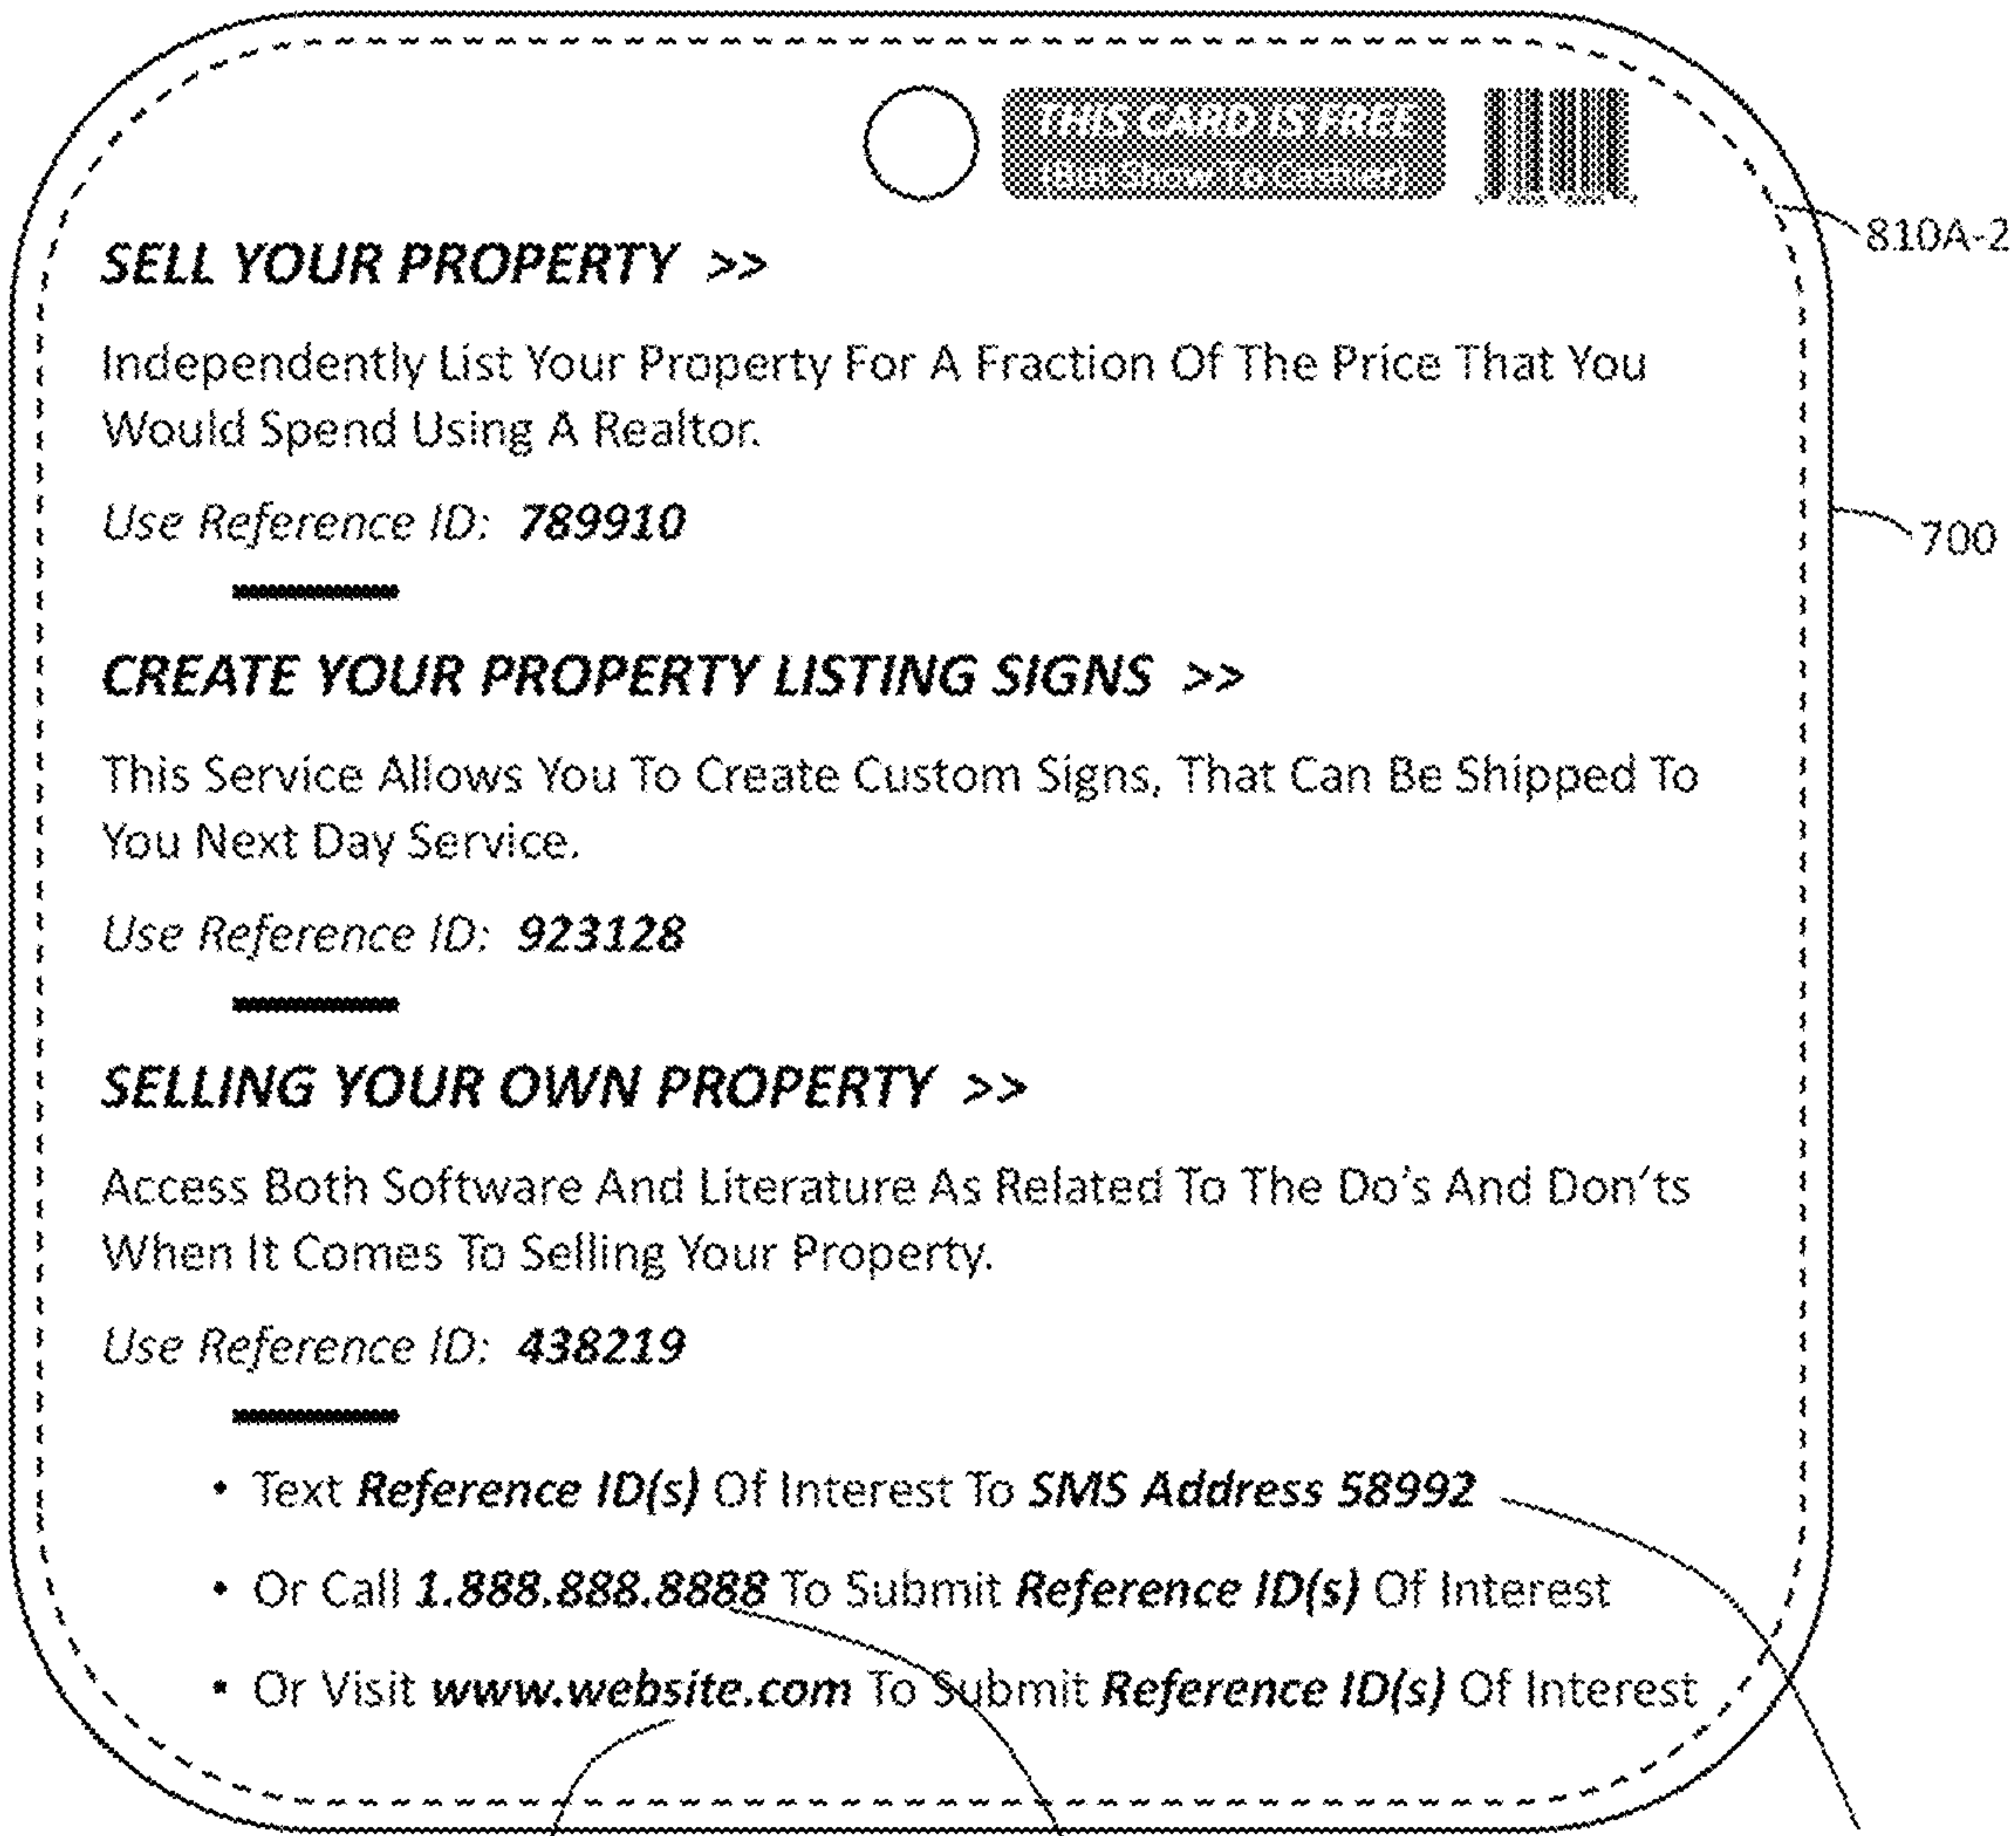 THIS CARD IS FREE
(But Show To Cashier)
810A-2
SELL YOUR PROPERTY >>
Independently List Your Property For A Fraction Of The Price That You
Would Spend Using A Realtor.
Use Reference ID: 789910
700
CREATE YOUR PROPERTY LISTING SIGNS >>
This Service Allows You To Create Custom Signs, That Can Be Shipped To
You Next Day Service.
Use Reference ID: 923128
SELLING YOUR OWN PROPERTY >>
Access Both Software And Literature As Related To The Do's And Don'ts
When It Comes To Selling Your Property.
Use Reference ID: 438219
• Text Reference ID(s) Of Interest To SMS Address 58992
• Or Call 1.888.888.8888 To Submit Reference ID(s) Of Interest
• Or Visit www.website.com To Submit Reference ID(s) Of Interest